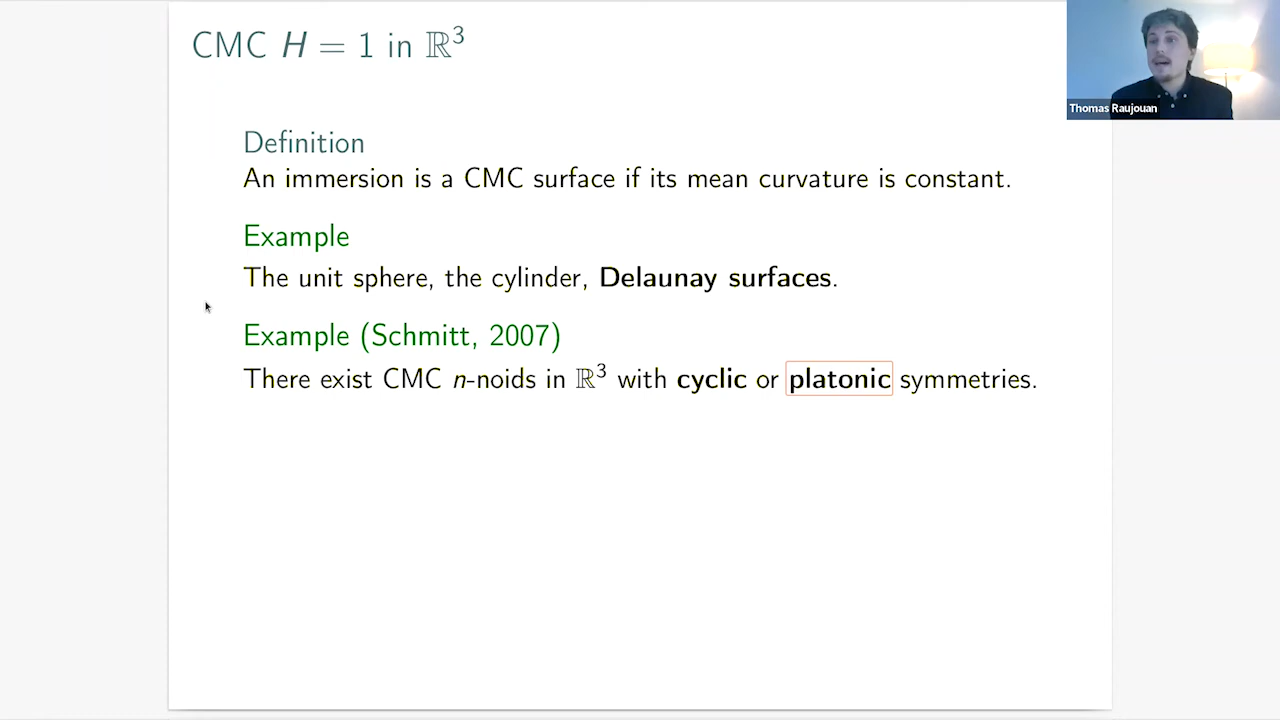 CMC H = 1 in ℝ³
Thomas Raujouan
Definition
An immersion is a CMC surface if its mean curvature is constant.
Example
The unit sphere, the cylinder, Delaunay surfaces.
Example (Schmitt, 2007)
There exist CMC n-noids in ℝ³ with cyclic or platonic symmetries.